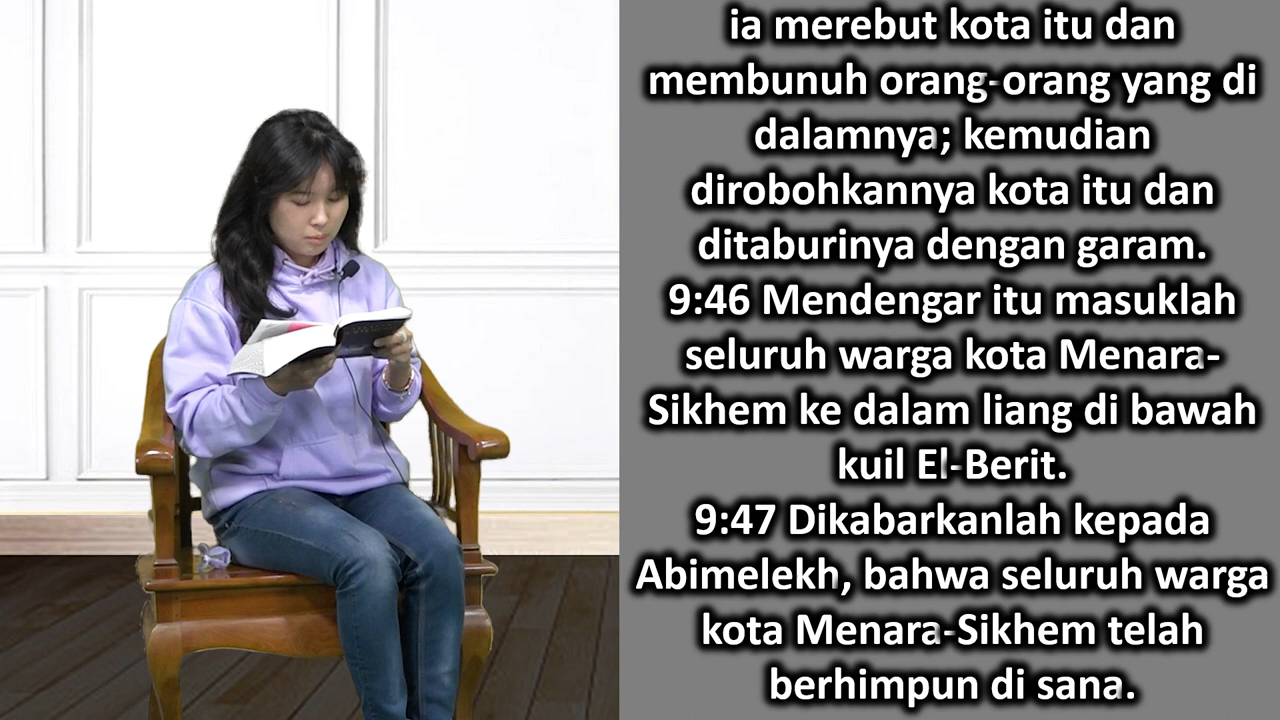 ia merebut kota itu dan
membunuh orang-orang yang di
dalamnya; kemudian
dirobohkannya kota itu dan
ditaburinya dengan garam.
9:46 Mendengar itu masuklah
seluruh warga kota Menara-
Sikhem ke dalam liang di bawah
kuil El-Berit.
9:47 Dikabarkanlah kepada
Abimelekh, bahwa seluruh warga
kota Menara-Sikhem telah
berhimpun di sana.